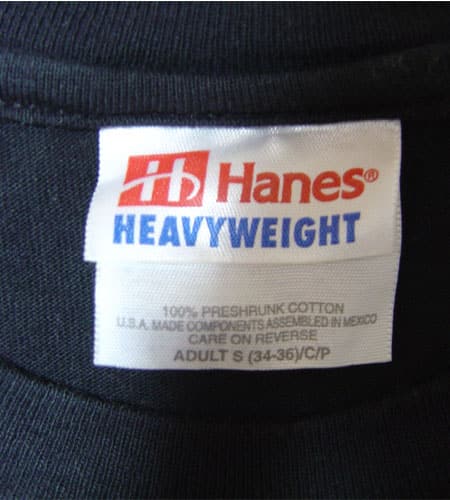 Hanes®
HEAVYWEIGHT
100% PRESHRUNK COTTON
U.S.A. MADE COMPONENTS ASSEMBLED IN MEXICO
CARE ON REVERSE
ADULT S (34-36)/C/P